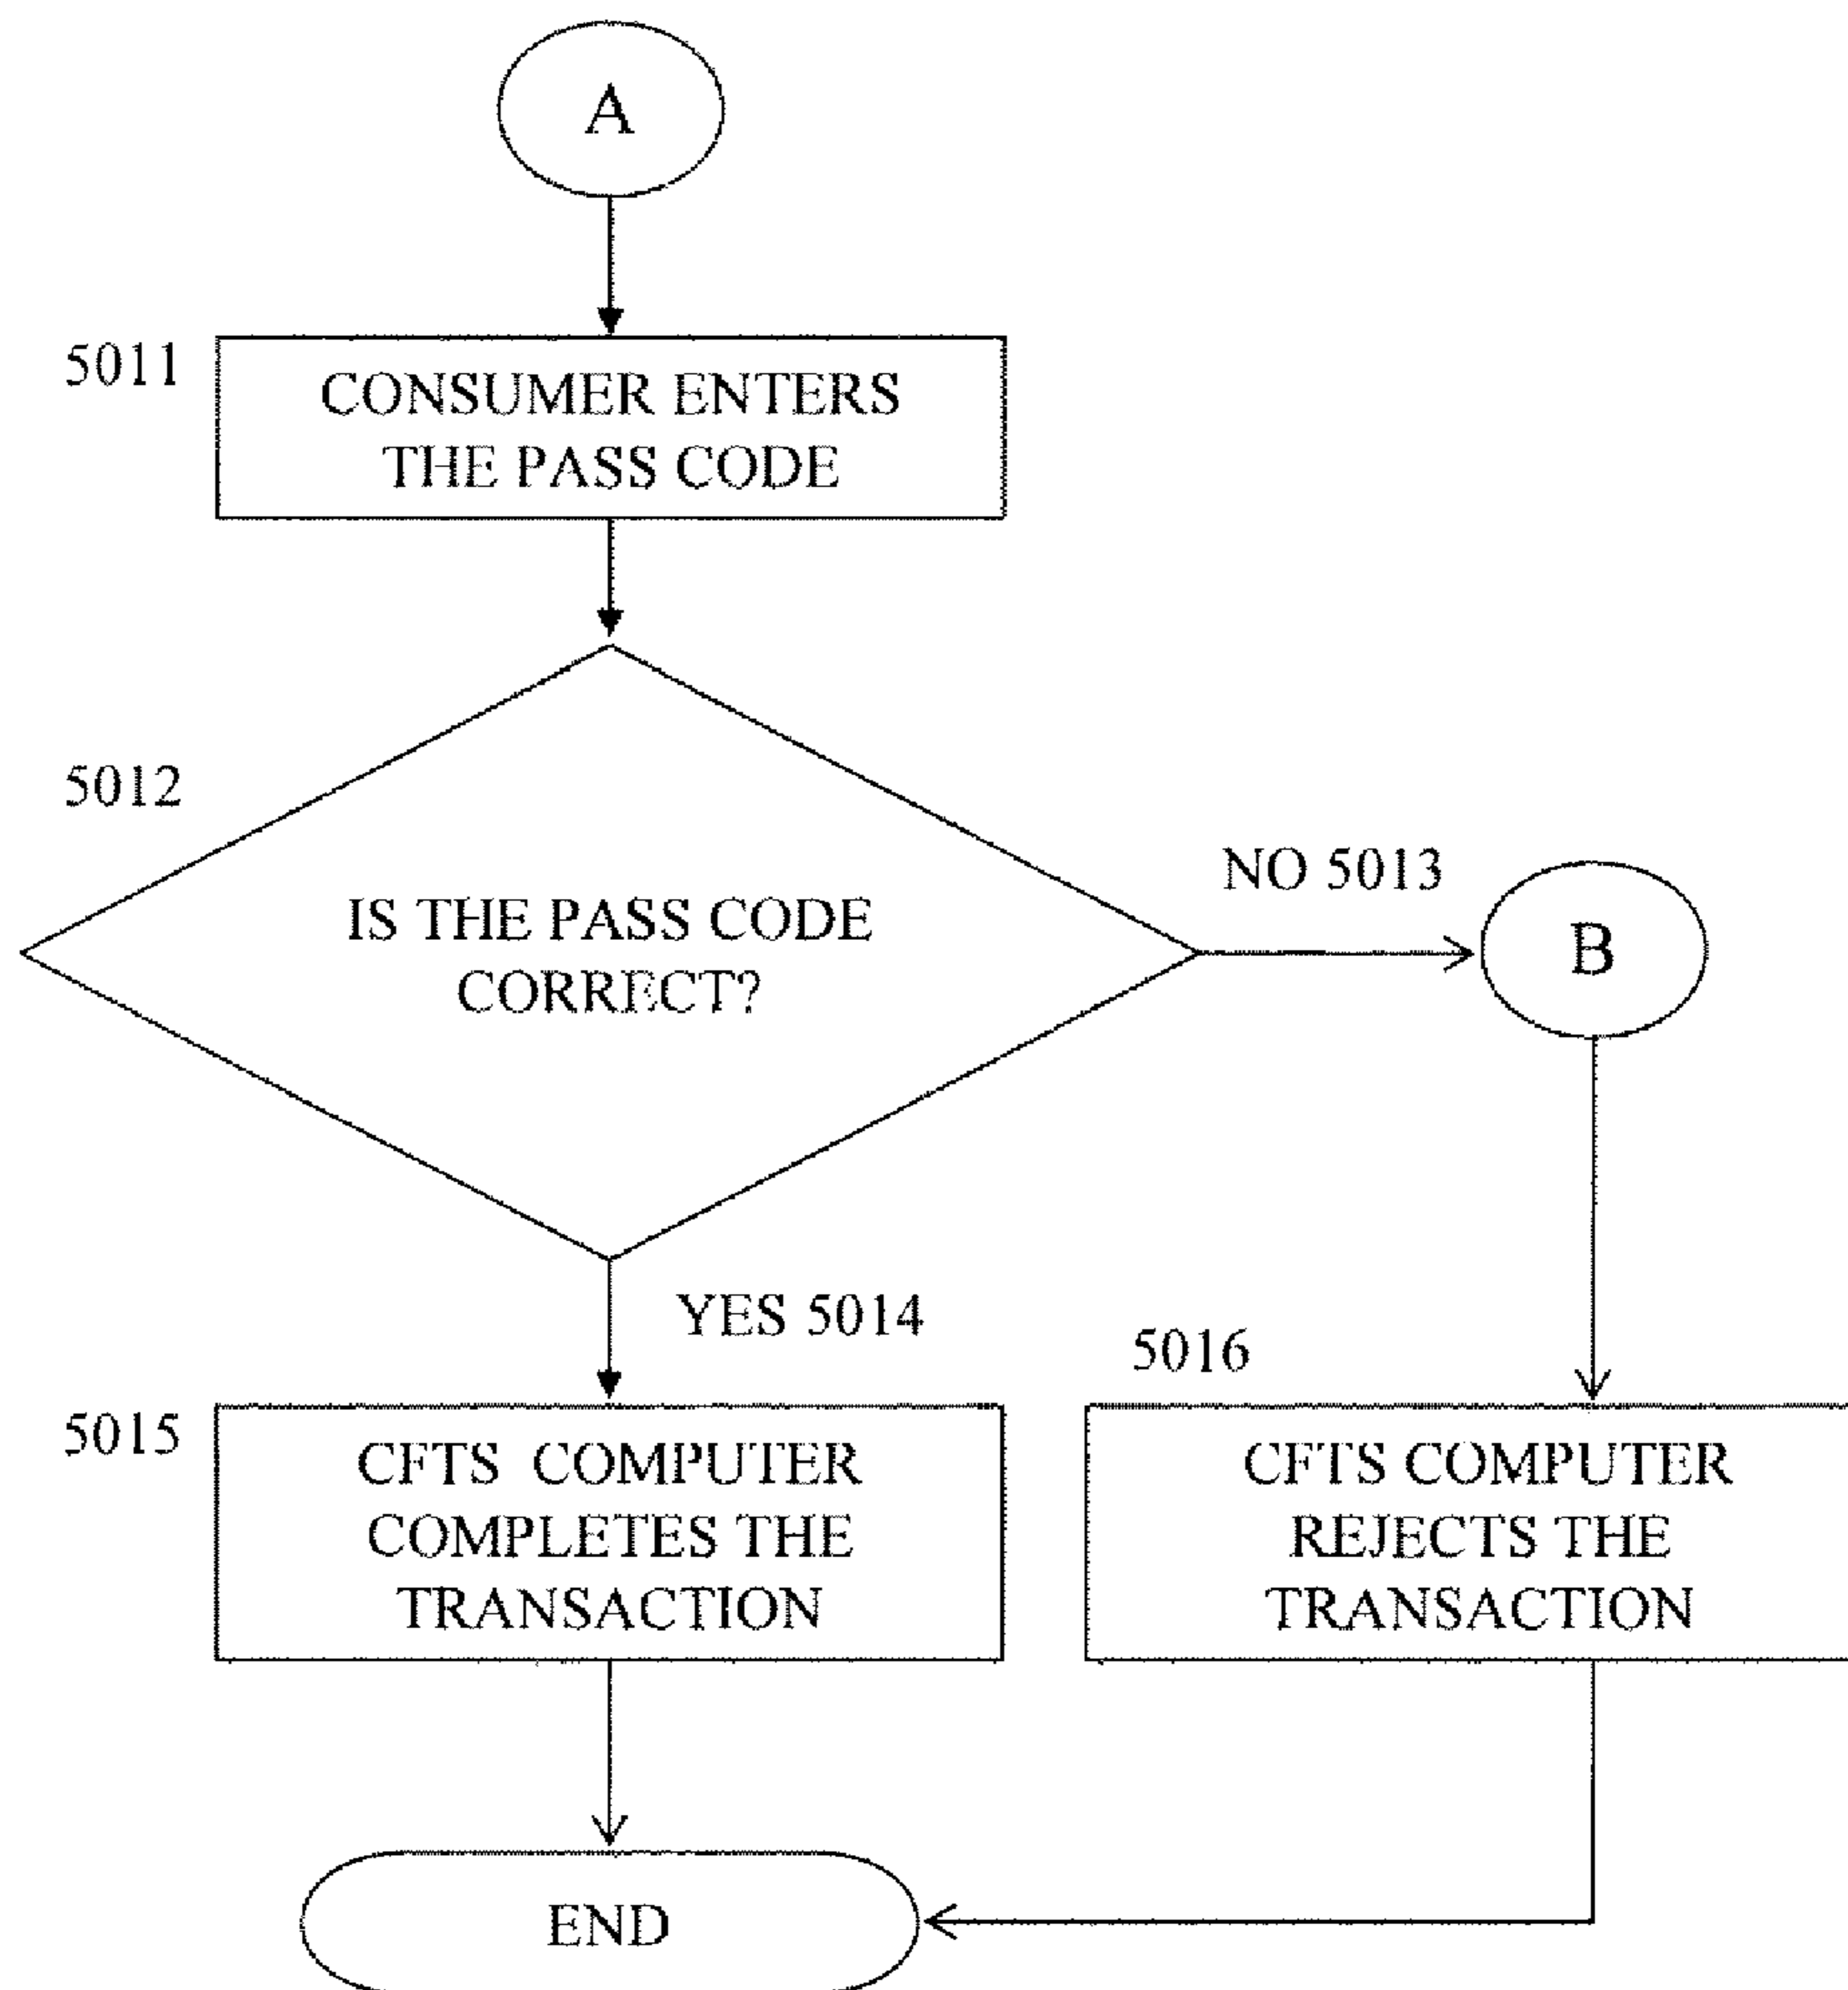 A
5011
CONSUMER ENTERS
THE PASS CODE
5012
IS THE PASS CODE
CORRECT?
NO 5013
B
YES 5014
5015
CFTS COMPUTER
COMPLETES THE
TRANSACTION
5016
CFTS COMPUTER
REJECTS THE
TRANSACTION
END